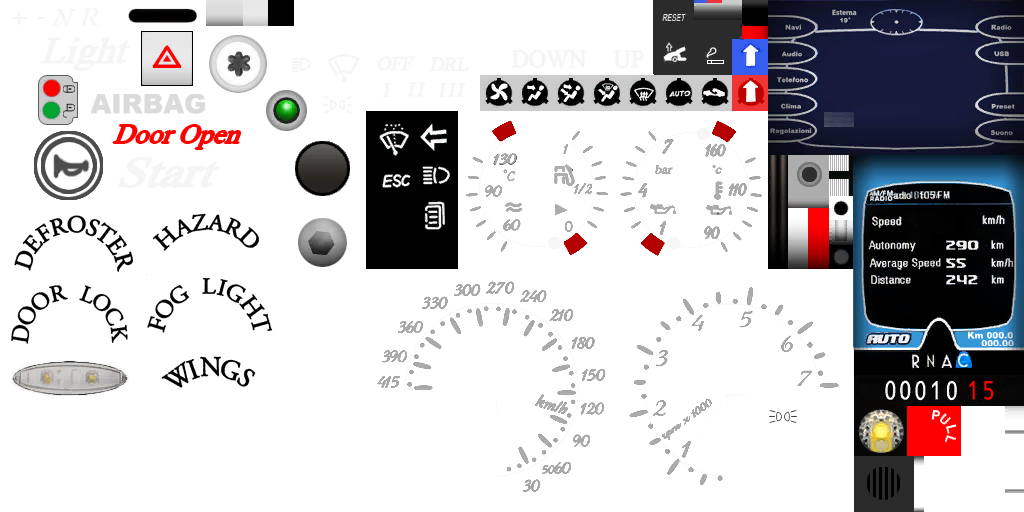 + - N R
Light
OFF DRL
I II III
DOWN UP
RESET
AIRBAG
Door Open
Start
AUTO
ESC
DEFROSTER
HAZARD
DOOR LOCK
FOG LIGHT
WINGS
130
°C
90
60
1
1/2
0
7
bar
4
1
160
°c
110
90
Esterna
19°
Navi
Audio
Telefono
Clima
Regolazioni
Radio
USB
Preset
Suono
Speed km/h
Autonomy 290 km
Average Speed 55 km/h
Distance 242 km
AUTO
Km 000.0
000.00
R N A C
00010 15
PULL
415
390
360
330
300
270
240
210
180
150
120
90
60
50
30
km/h
1
2
3
4
5
6
7
rpm x 1000